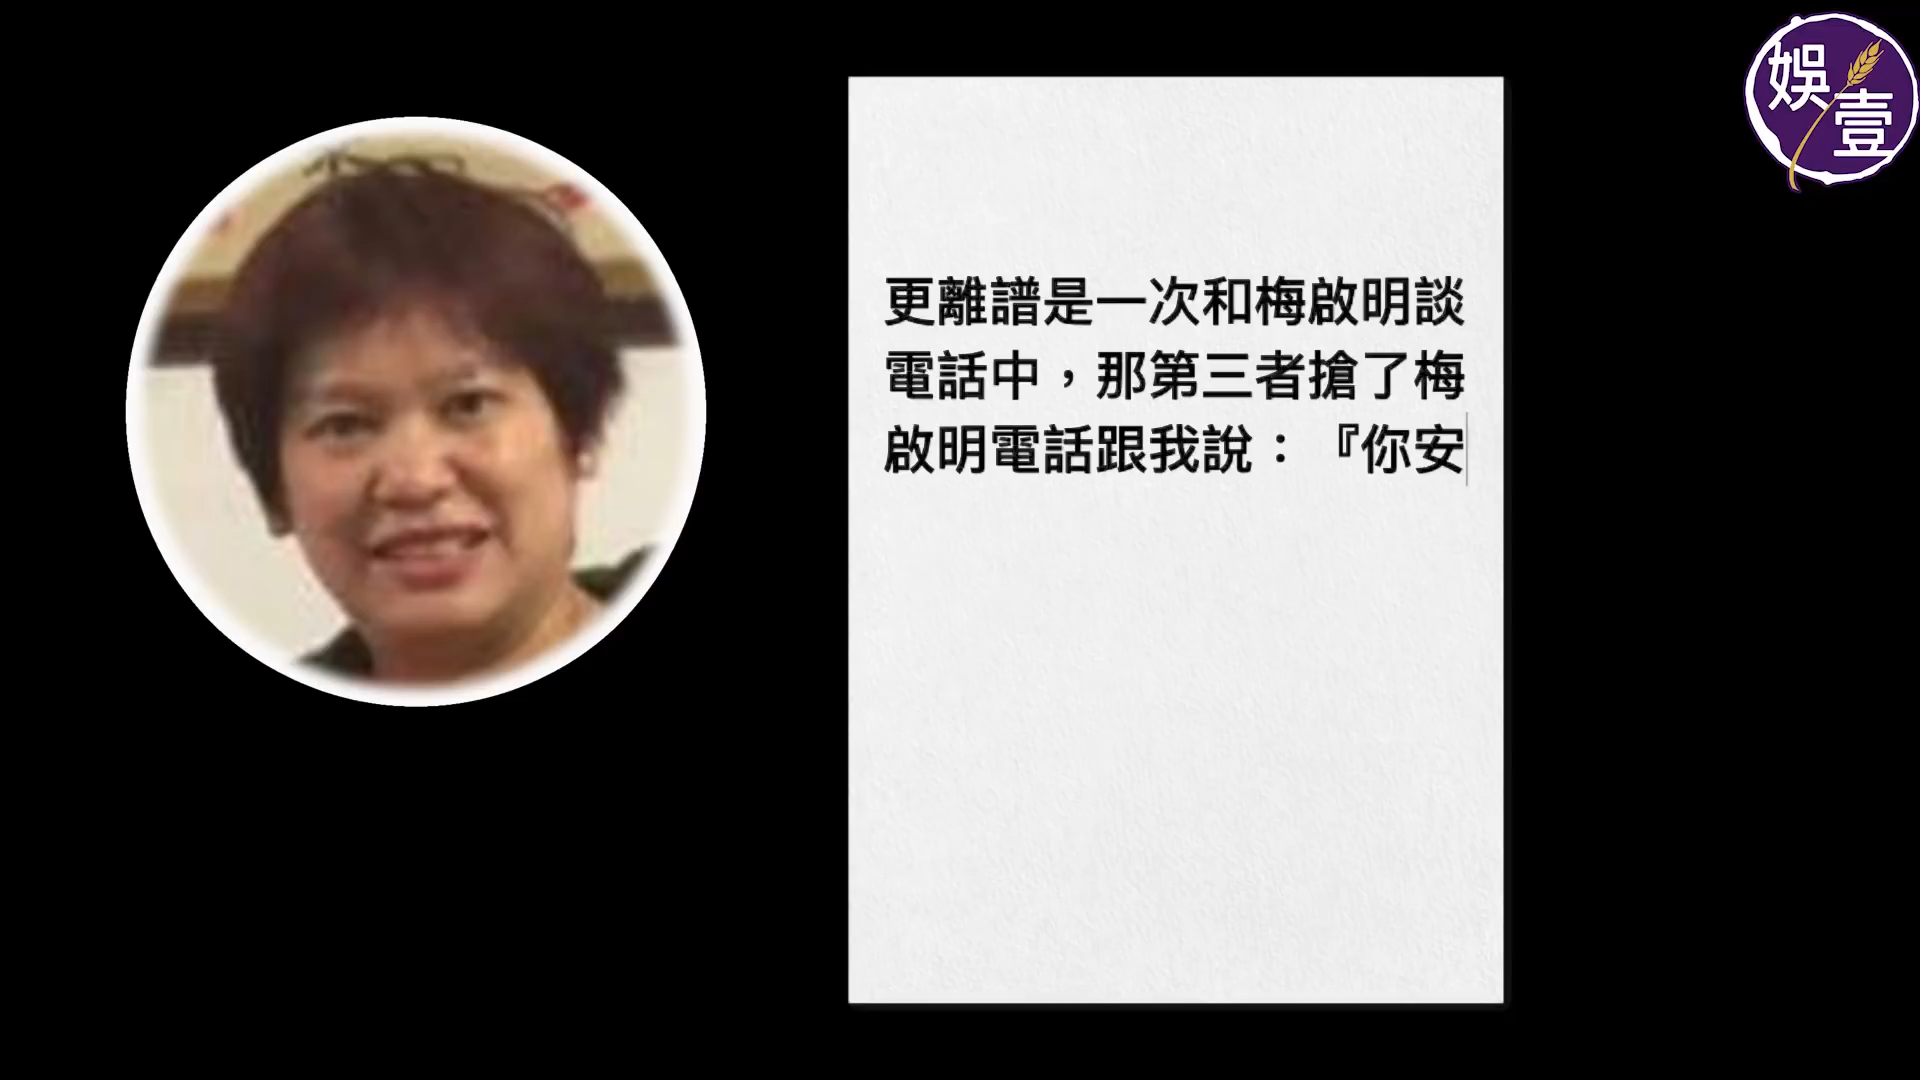 娛壹
更離譜是一次和梅啟明談
電話中，那第三者搶了梅
啟明電話跟我說：『你安